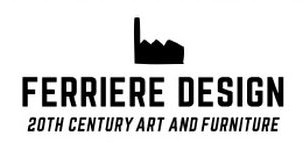 FERRIERE DESIGN
20TH CENTURY ART AND FURNITURE